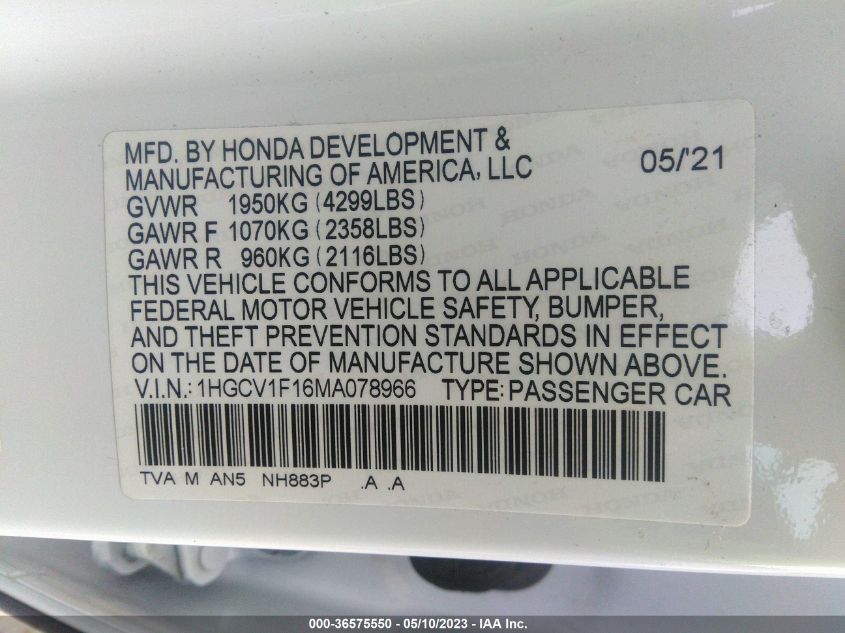 MFD. BY HONDA DEVELOPMENT &
MANUFACTURING OF AMERICA, LLC 05/'21
GVWR 1950KG (4299LBS)
GAWR F 1070KG (2358LBS)
GAWR R 960KG (2116LBS)
THIS VEHICLE CONFORMS TO ALL APPLICABLE
FEDERAL MOTOR VEHICLE SAFETY, BUMPER,
AND THEFT PREVENTION STANDARDS IN EFFECT
ON THE DATE OF MANUFACTURE SHOWN ABOVE.
V.I.N.: 1HGCV1F16MA078966 TYPE: PASSENGER CAR
TVA M AN5 NH883P .A .A
000-36575550 - 05/10/2023 - IAA Inc.